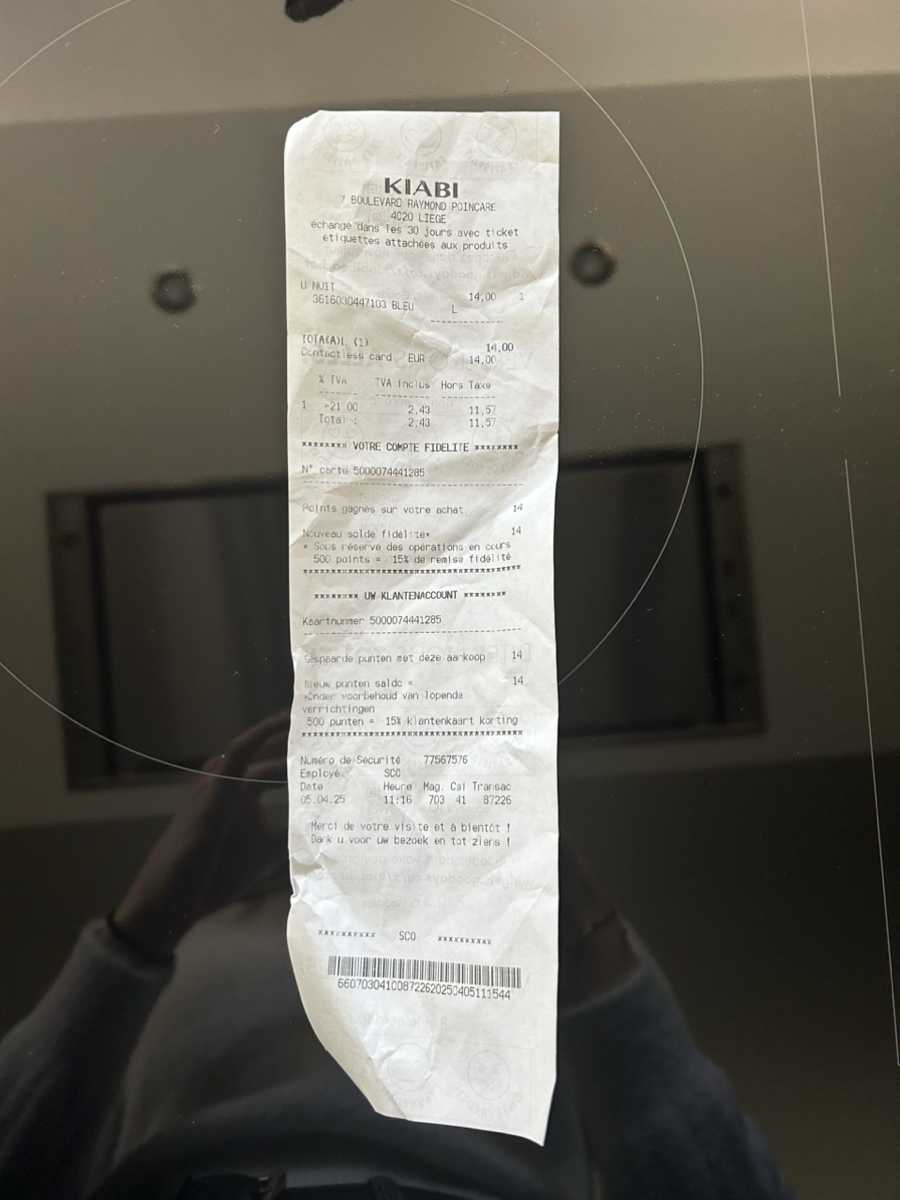 KIABI
7 BOULEVARD RAYMOND POINCARE
4020 LIEGE
échange dans les 30 jours avec ticket
étiquettes attachées aux produits
U NUIT 14,00 1
3616030447103 BLEU L
--------------
TOTA(A)L (1) 14,00
Contactless card EUR 14,00
% TVA TVA inclus Hors Taxe
1 >21 00 2,43 11,57
Total : 2,43 11,57
******** VOTRE COMPTE FIDELITE ********
N° carte 5000074441285
Points gagnés sur votre achat 14
Nouveau solde fidélité* 14
* Sous réserve des opérations en cours
500 points = 15% de remise fidélité
***************************************
******** UW KLANTENACCOUNT ********
Kaartnummer 5000074441285
Gespaarde punten met deze aankoop 14
Nieuw punten saldo * 14
*Onder voorbehoud van lopende
verrichtingen
500 punten = 15% klantenkaart korting
***************************************
Numéro de Sécurité 77567576
Employé SCO
Date Heure Mag. Cai Transac
05.04.25 11:16 703 41 87226
Merci de votre visite et à bientôt !
Dank u voor uw bezoek en tot ziens !
********** SCO **********
6607030410087226202504051115​44